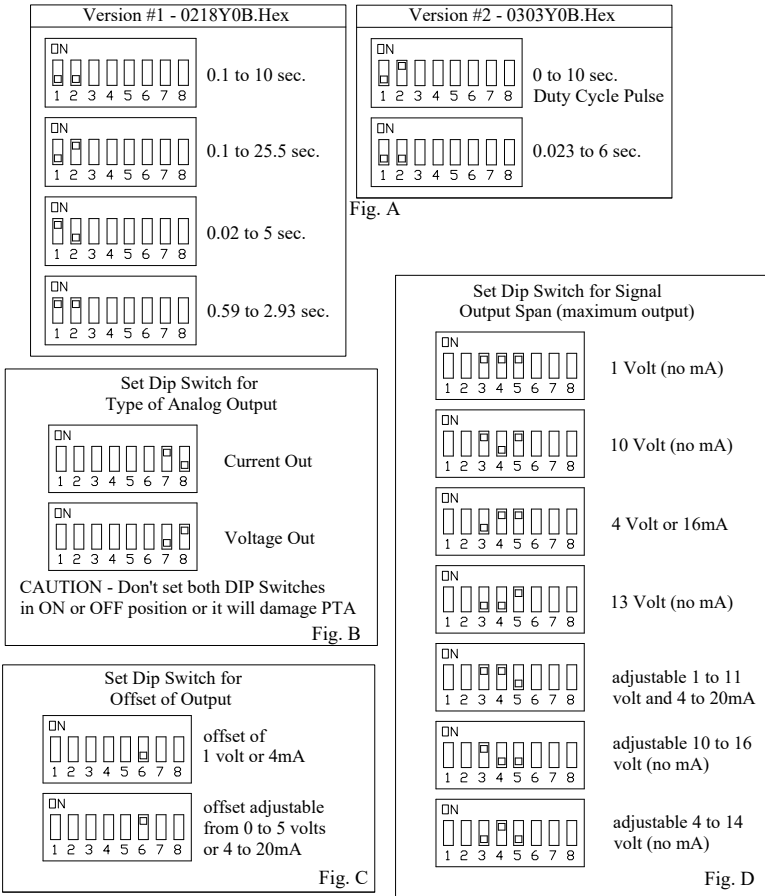 Version #1 - 0218Y0B.Hex
ON
1 2 3 4 5 6 7 8
0.1 to 10 sec.
ON
1 2 3 4 5 6 7 8
0.1 to 25.5 sec.
ON
1 2 3 4 5 6 7 8
0.02 to 5 sec.
ON
1 2 3 4 5 6 7 8
0.59 to 2.93 sec.
Version #2 - 0303Y0B.Hex
ON
1 2 3 4 5 6 7 8
0 to 10 sec.
Duty Cycle Pulse
ON
1 2 3 4 5 6 7 8
0.023 to 6 sec.
Fig. A
Set Dip Switch for
Type of Analog Output
ON
1 2 3 4 5 6 7 8
Current Out
ON
1 2 3 4 5 6 7 8
Voltage Out
CAUTION - Don't set both DIP Switches
in ON or OFF position or it will damage PTA
Fig. B
Set Dip Switch for
Offset of Output
ON
1 2 3 4 5 6 7 8
offset of
1 volt or 4mA
ON
1 2 3 4 5 6 7 8
offset adjustable
from 0 to 5 volts
or 4 to 20mA
Fig. C
Set Dip Switch for Signal
Output Span (maximum output)
ON
1 2 3 4 5 6 7 8
1 Volt (no mA)
ON
1 2 3 4 5 6 7 8
10 Volt (no mA)
ON
1 2 3 4 5 6 7 8
4 Volt or 16mA
ON
1 2 3 4 5 6 7 8
13 Volt (no mA)
ON
1 2 3 4 5 6 7 8
adjustable 1 to 11
volt and 4 to 20mA
ON
1 2 3 4 5 6 7 8
adjustable 10 to 16
volt (no mA)
ON
1 2 3 4 5 6 7 8
adjustable 4 to 14
volt (no mA)
Fig. D